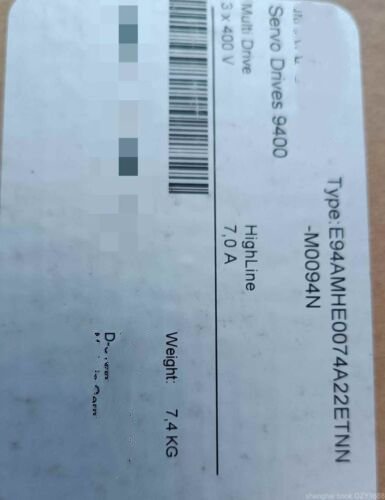 Type:E94AMHE0074A22ETNN
-M0094N
Servo Drives 9400
Multi Drive
HighLine
3 x 400 V
7,0 A
Weight: 7,4 KG